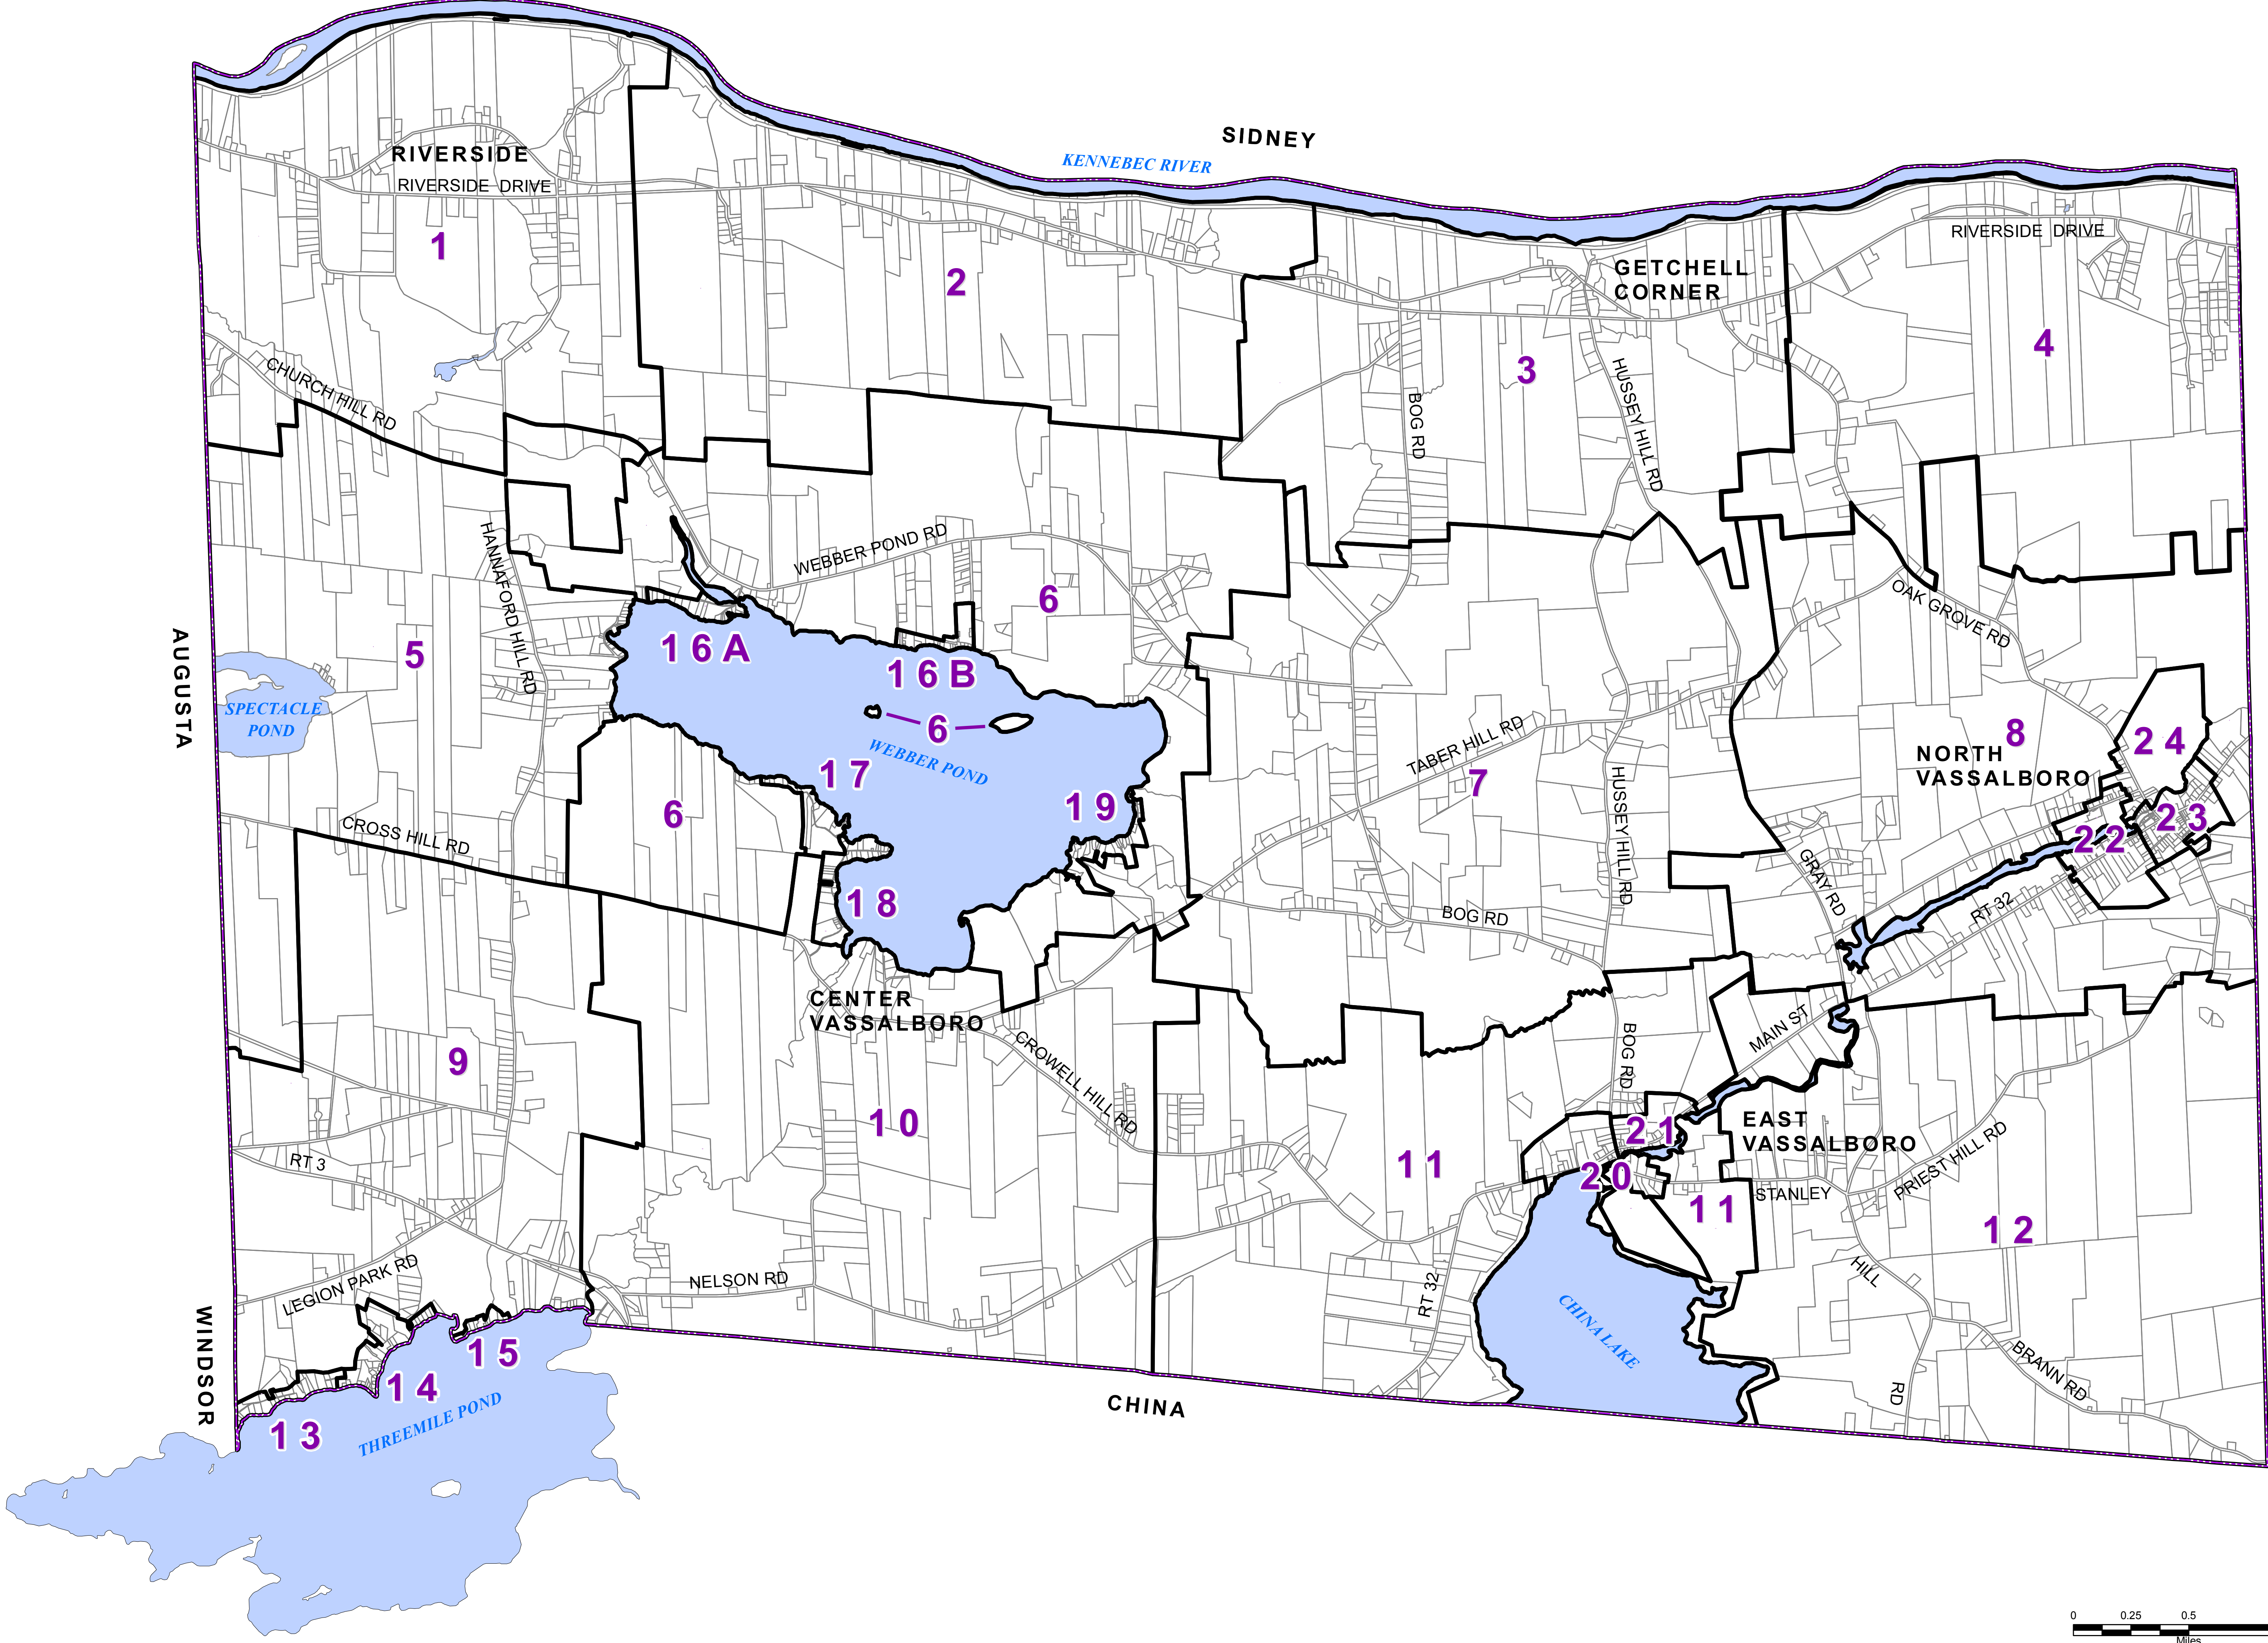 SIDNEY
KENNEBEC RIVER
RIVERSIDE
RIVERSIDE DRIVE
1
2
GETCHELL
CORNER
RIVERSIDE DRIVE
3
4
CHURCH HILL RD
BOG RD
HUSSEY HILL RD
HANNAFORD HILL RD
WEBBER POND RD
6
OAK GROVE RD
AUGUSTA
5
16A
16B
SPECTACLE
POND
6
WEBBER POND
17
19
6
18
TABER HILL RD
7
HUSSEY HILL RD
8
NORTH
VASSALBORO
24
23
22
CROSS HILL RD
GRAY RD
RT 32
BOG RD
CENTER
VASSALBORO
9
10
CROWELL HILL RD
BOG RD
MAIN ST
EAST
VASSALBORO
21
20
11
11
STANLEY
HILL
RD
PRIEST HILL RD
12
RT 3
LEGION PARK RD
NELSON RD
RT 32
CHINA LAKE
BRANN RD
WINDSOR
15
14
13
THREEMILE POND
CHINA
0 0.25 0.5
Miles